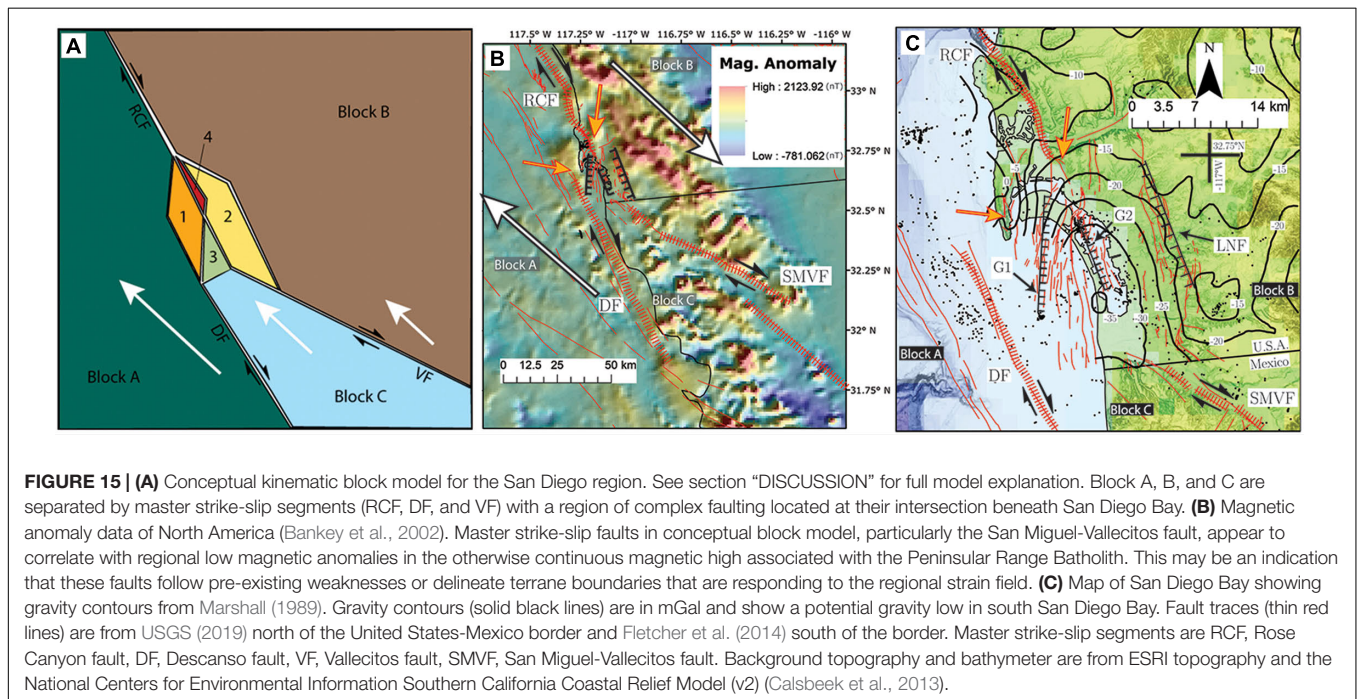 A
RCF
Block B
4
1
2
3
Block A
DF
Block C
VF
B
117.5° 117.25° -117° -116.75° -116.5° -116.25° -116° W
Block B
Mag. Anomaly
High : 2123.92 (nT)
Low : -781.062 (nT)
RCF
33° N
32.75° N
32.5° N
32.25° N
32° N
31.75° N
Block A
DF
Block C
SMVF
0 12.5 25 50 km
C
RCF
N
0 3.5 7 14 km
32.75°N
-117°W
-10
-10
-15
-15
-5
0
-20
-20
G2
LNF
G1
Block B
-15
-25
-35
-30
-20
U.S.A.
Mexico
Block A
DF
Block C
SMVF
FIGURE 15 | (A) Conceptual kinematic block model for the San Diego region. See section “DISCUSSION” for full model explanation. Block A, B, and C are
separated by master strike-slip segments (RCF, DF, and VF) with a region of complex faulting located at their intersection beneath San Diego Bay. (B) Magnetic
anomaly data of North America (Bankey et al., 2002). Master strike-slip faults in conceptual block model, particularly the San Miguel-Vallecitos fault, appear to
correlate with regional low magnetic anomalies in the otherwise continuous magnetic high associated with the Peninsular Range Batholith. This may be an indication
that these faults follow pre-existing weaknesses or delineate terrane boundaries that are responding to the regional strain field. (C) Map of San Diego Bay showing
gravity contours from Marshall (1989). Gravity contours (solid black lines) are in mGal and show a potential gravity low in south San Diego Bay. Fault traces (thin red
lines) are from USGS (2019) north of the United States-Mexico border and Fletcher et al. (2014) south of the border. Master strike-slip segments are RCF, Rose
Canyon fault, DF, Descanso fault, VF, Vallecitos fault, SMVF, San Miguel-Vallecitos fault. Background topography and bathymeter are from ESRI topography and the
National Centers for Environmental Information Southern California Coastal Relief Model (v2) (Calsbeek et al., 2013).